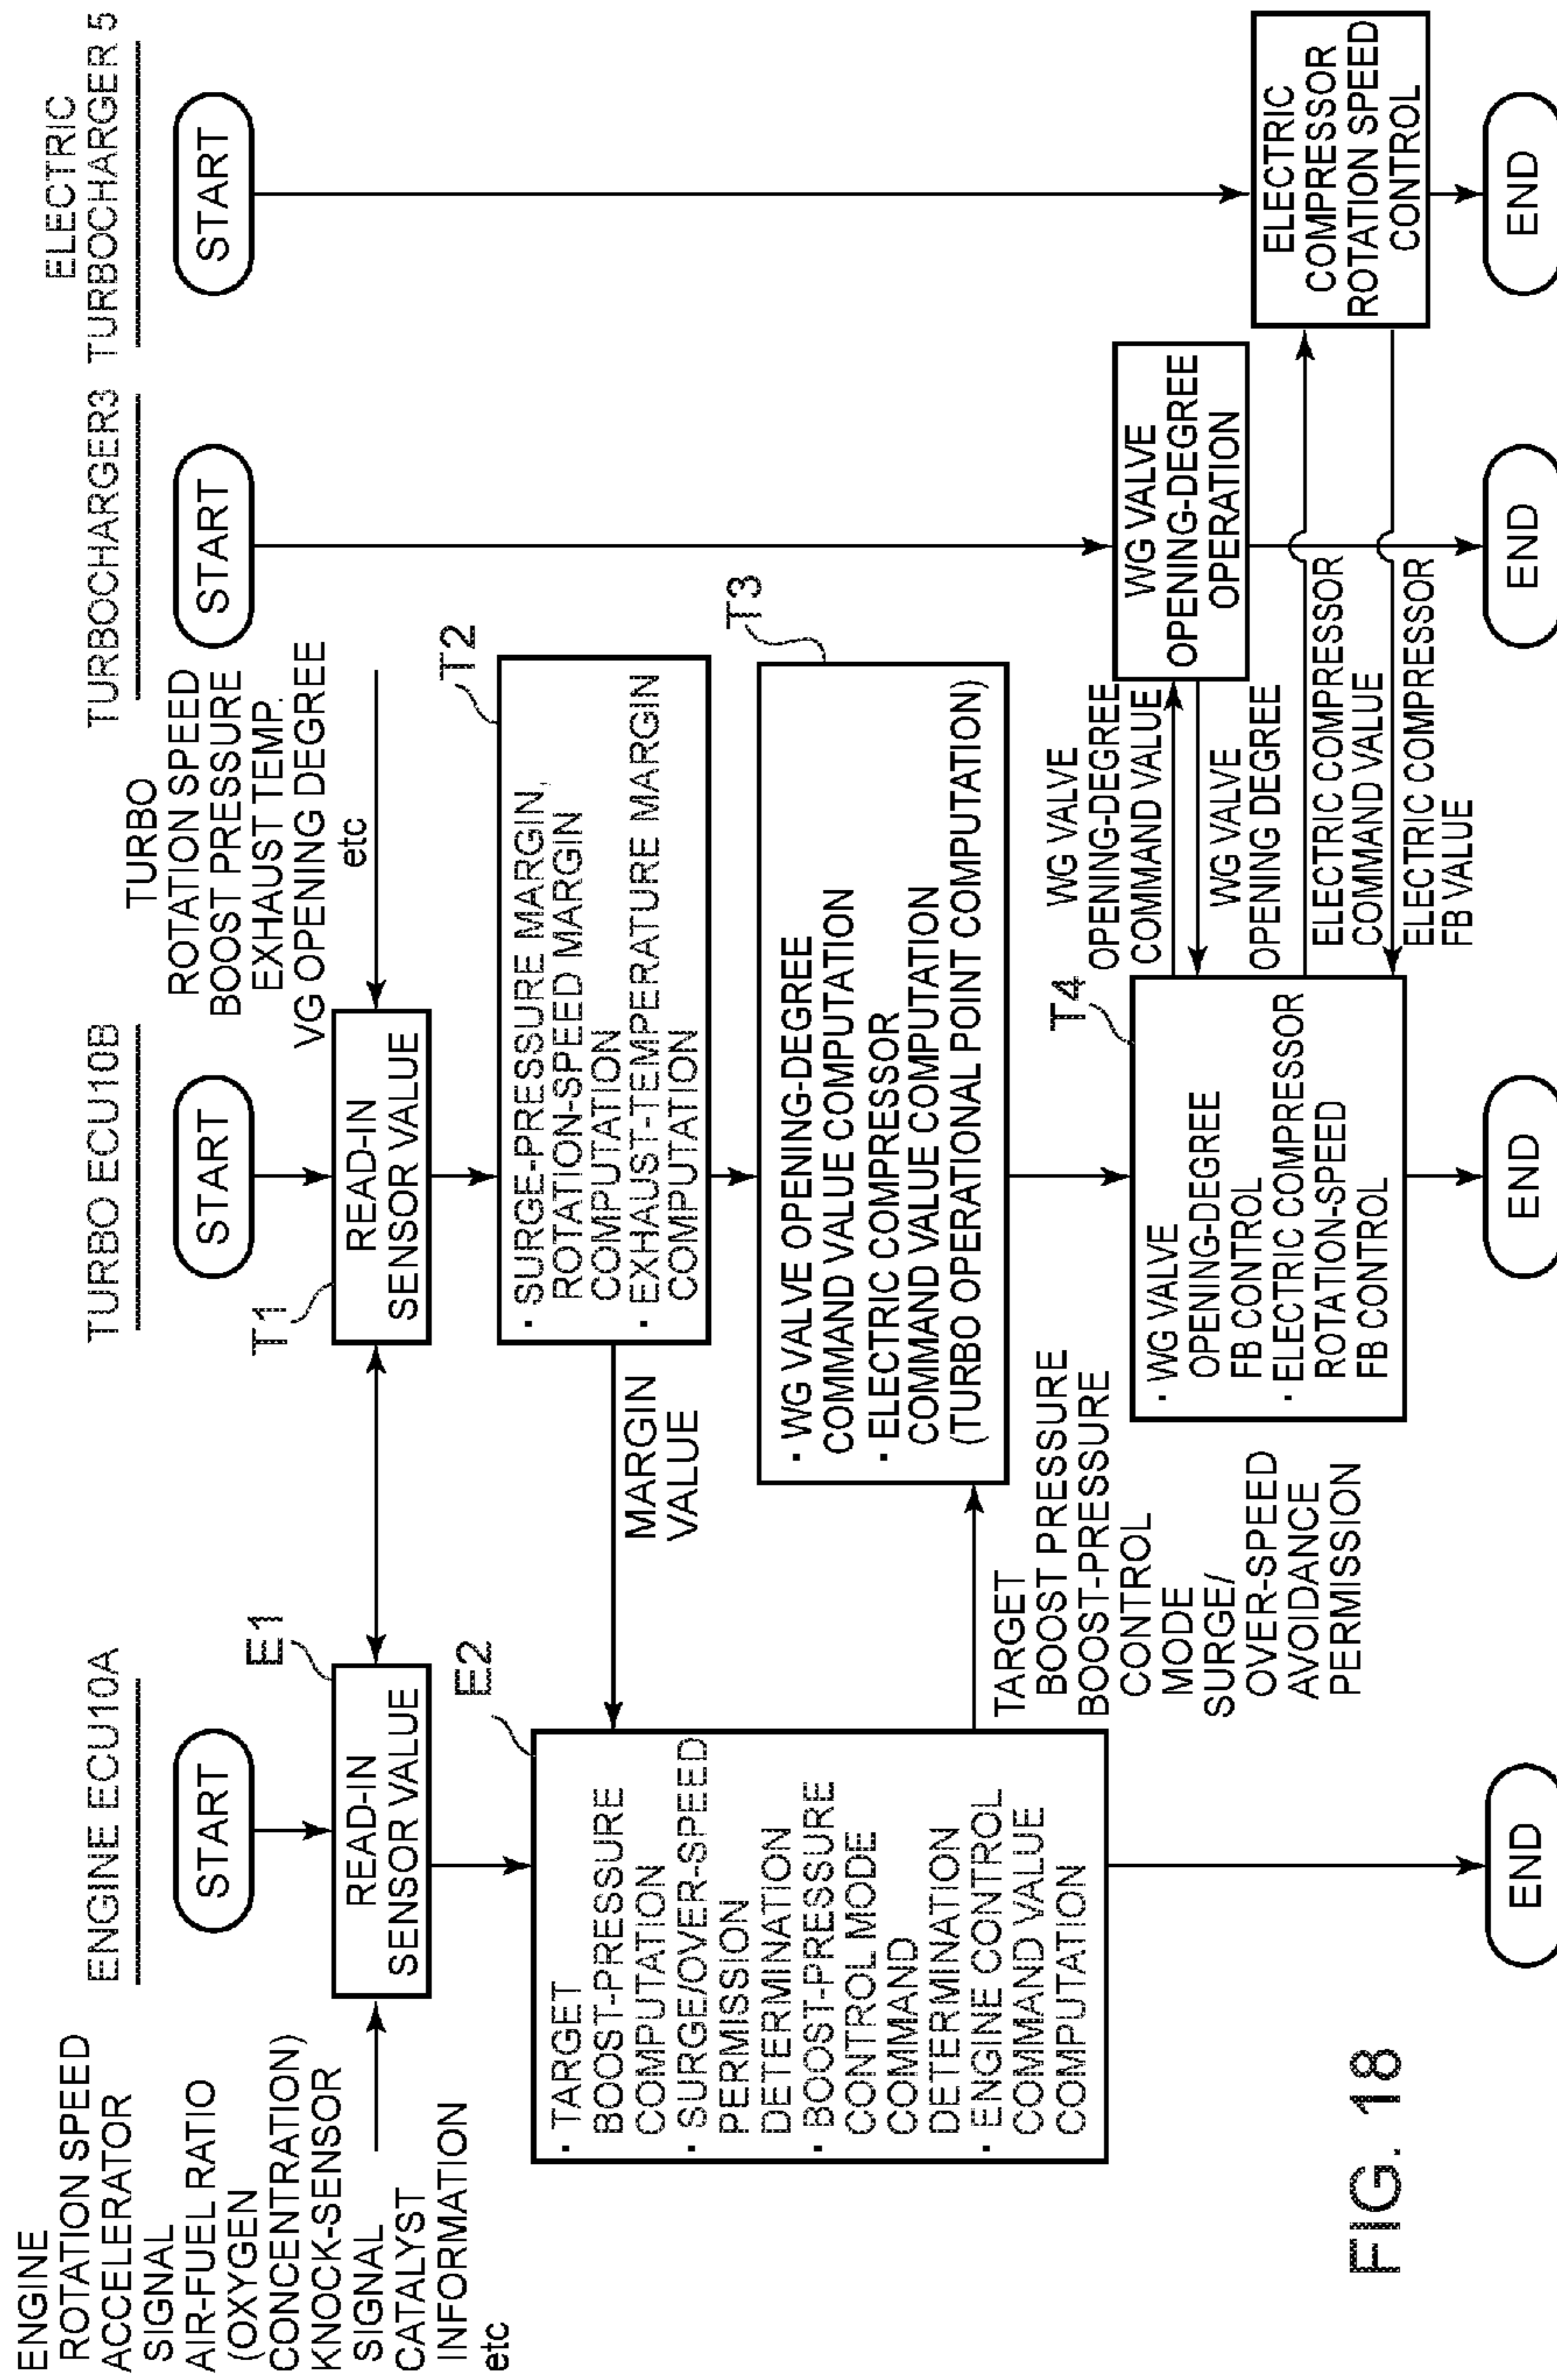 ENGINE ECU10A
TURBO ECU10B
TURBOCHARGER3
ELECTRIC
TURBOCHARGER 5
START
START
START
START
ENGINE
ROTATION SPEED
ACCELERATOR
SIGNAL
AIR-FUEL RATIO
(OXYGEN
CONCENTRATION)
KNOCK-SENSOR
SIGNAL
CATALYST
INFORMATION
etc
E1
READ-IN
SENSOR VALUE
T1
READ-IN
SENSOR VALUE
TURBO
ROTATION SPEED
BOOST PRESSURE
EXHAUST TEMP.
VG OPENING DEGREE
etc
T2
· SURGE-PRESSURE MARGIN,
ROTATION-SPEED MARGIN
COMPUTATION
· EXHAUST-TEMPERATURE MARGIN
COMPUTATION
MARGIN
VALUE
E2
· TARGET
BOOST-PRESSURE
COMPUTATION
· SURGE/OVER-SPEED
PERMISSION
DETERMINATION
· BOOST-PRESSURE
CONTROL MODE
COMMAND
DETERMINATION
· ENGINE CONTROL
COMMAND VALUE
COMPUTATION
T3
· WG VALVE OPENING-DEGREE
COMMAND VALUE COMPUTATION
· ELECTRIC COMPRESSOR
COMMAND VALUE COMPUTATION
(TURBO OPERATIONAL POINT COMPUTATION)
TARGET
BOOST PRESSURE
BOOST-PRESSURE
CONTROL
MODE
SURGE/
OVER-SPEED
AVOIDANCE
PERMISSION
T4
· WG VALVE
OPENING-DEGREE
FB CONTROL
· ELECTRIC COMPRESSOR
ROTATION-SPEED
FB CONTROL
WG VALVE
OPENING-DEGREE
COMMAND VALUE
WG VALVE
OPENING DEGREE
WG VALVE
OPENING-DEGREE
OPERATION
ELECTRIC COMPRESSOR
COMMAND VALUE
ELECTRIC COMPRESSOR
FB VALUE
ELECTRIC
COMPRESSOR
ROTATION SPEED
CONTROL
END
END
END
END
FIG. 18